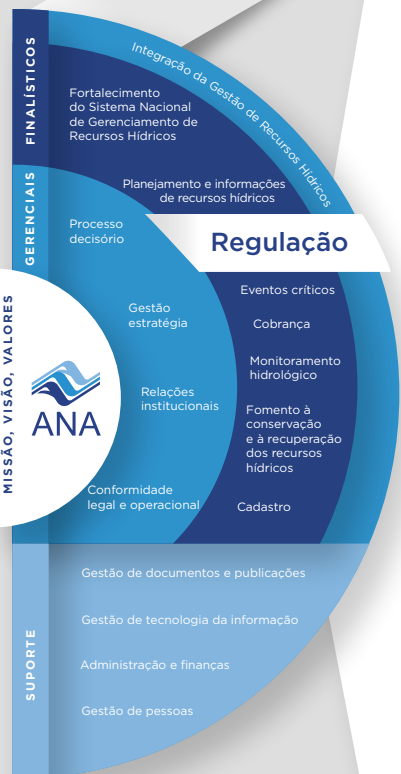 FINALÍSTICOS
Integração da Gestão de Recursos Hídricos
Fortalecimento
do Sistema Nacional
de Gerenciamento de
Recursos Hídricos
Planejamento e informações
de recursos hídricos
GERENCIAIS
Processo
decisório
Regulação
Gestão
estratégia
Eventos críticos
Cobrança
Monitoramento
hidrológico
Relações
institucionais
Fomento à
conservação
e à recuperação
dos recursos
hídricos
Conformidade
legal e operacional
Cadastro
MISSÃO, VISÃO, VALORES
ANA
SUPORTE
Gestão de documentos e publicações
Gestão de tecnologia da informação
Administração e finanças
Gestão de pessoas